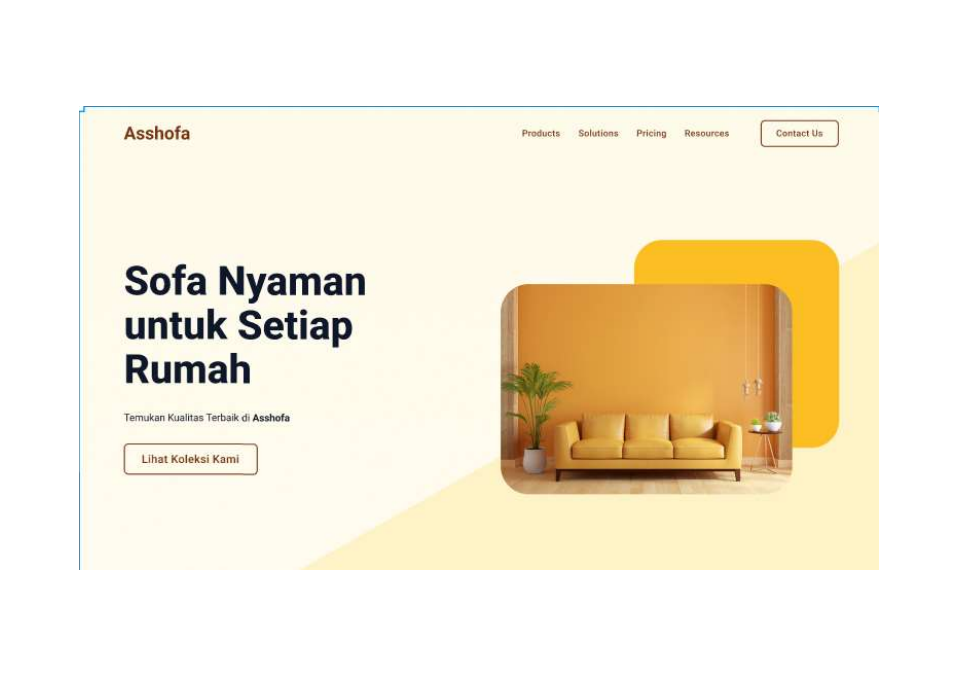 Asshofa
Products Solutions Pricing Resources Contact Us
Sofa Nyaman
untuk Setiap
Rumah
Temukan Kualitas Terbaik di Asshofa
Lihat Koleksi Kami